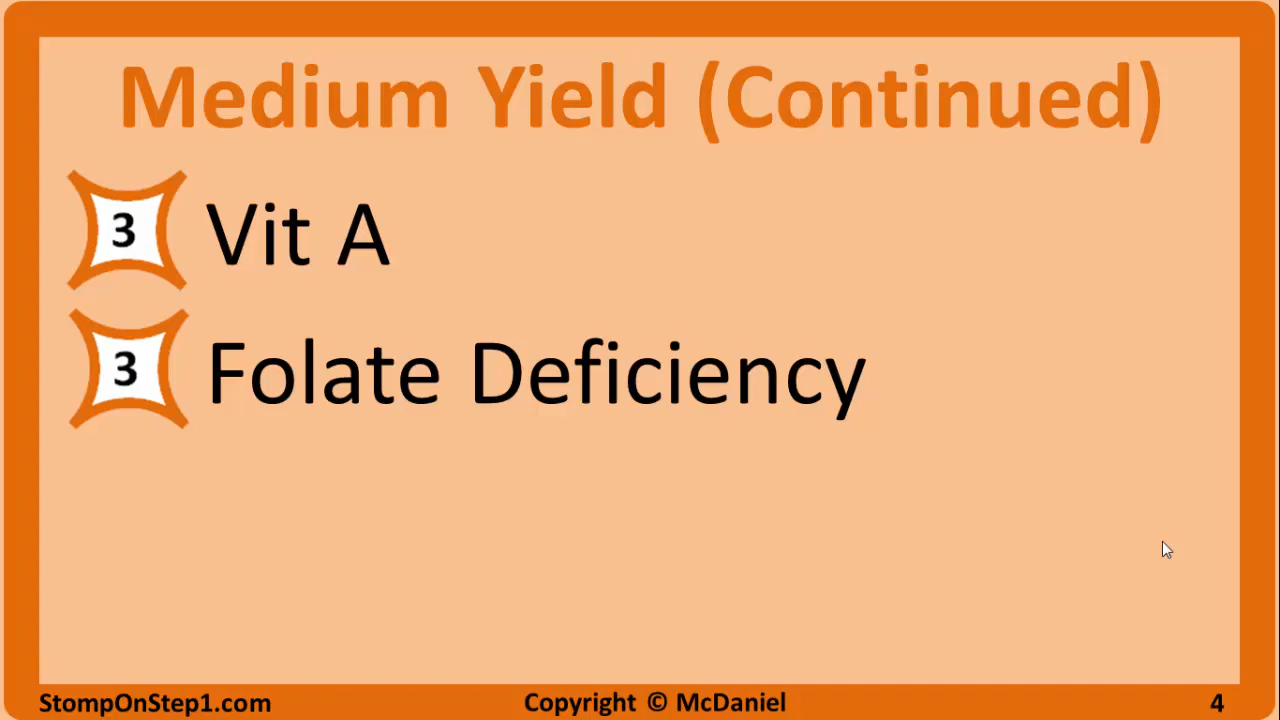 Medium Yield (Continued)
3 Vit A
3 Folate Deficiency
StompOnStep1.com Copyright © McDaniel 4